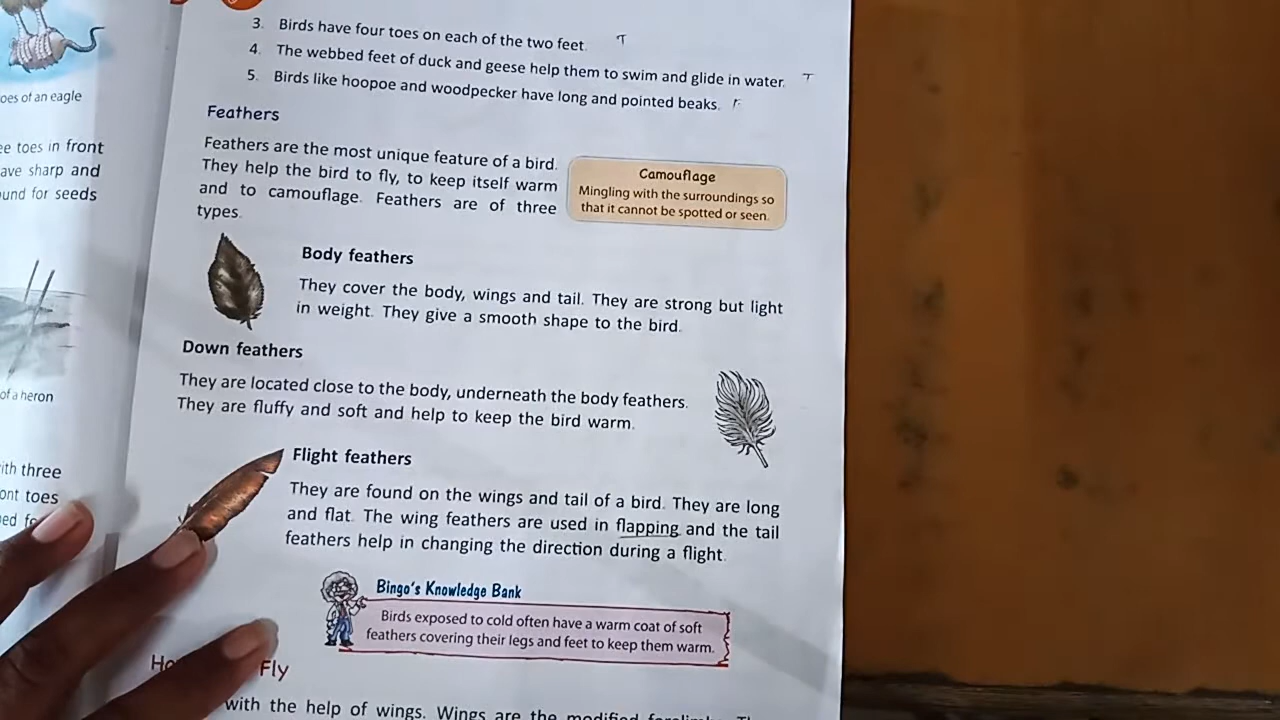 3. Birds have four toes on each of the two feet. T
4. The webbed feet of duck and geese help them to swim and glide in water. T
5. Birds like hoopoe and woodpecker have long and pointed beaks.
oes of an eagle
ee toes in front
ave sharp and
und for seeds
of a heron
ith three
ont toes
Feathers
Feathers are the most unique feature of a bird.
They help the bird to fly, to keep itself warm
and to camouflage. Feathers are of three
types.
Camouflage
Mingling with the surroundings so
that it cannot be spotted or seen.
Body feathers
They cover the body, wings and tail. They are strong but light
in weight. They give a smooth shape to the bird.
Down feathers
They are located close to the body, underneath the body feathers.
They are fluffy and soft and help to keep the bird warm.
Flight feathers
They are found on the wings and tail of a bird. They are long
and flat. The wing feathers are used in flapping and the tail
feathers help in changing the direction during a flight.
Bingo's Knowledge Bank
Birds exposed to cold often have a warm coat of soft
feathers covering their legs and feet to keep them warm.
Fly
with the help of wings. Wings are the modified